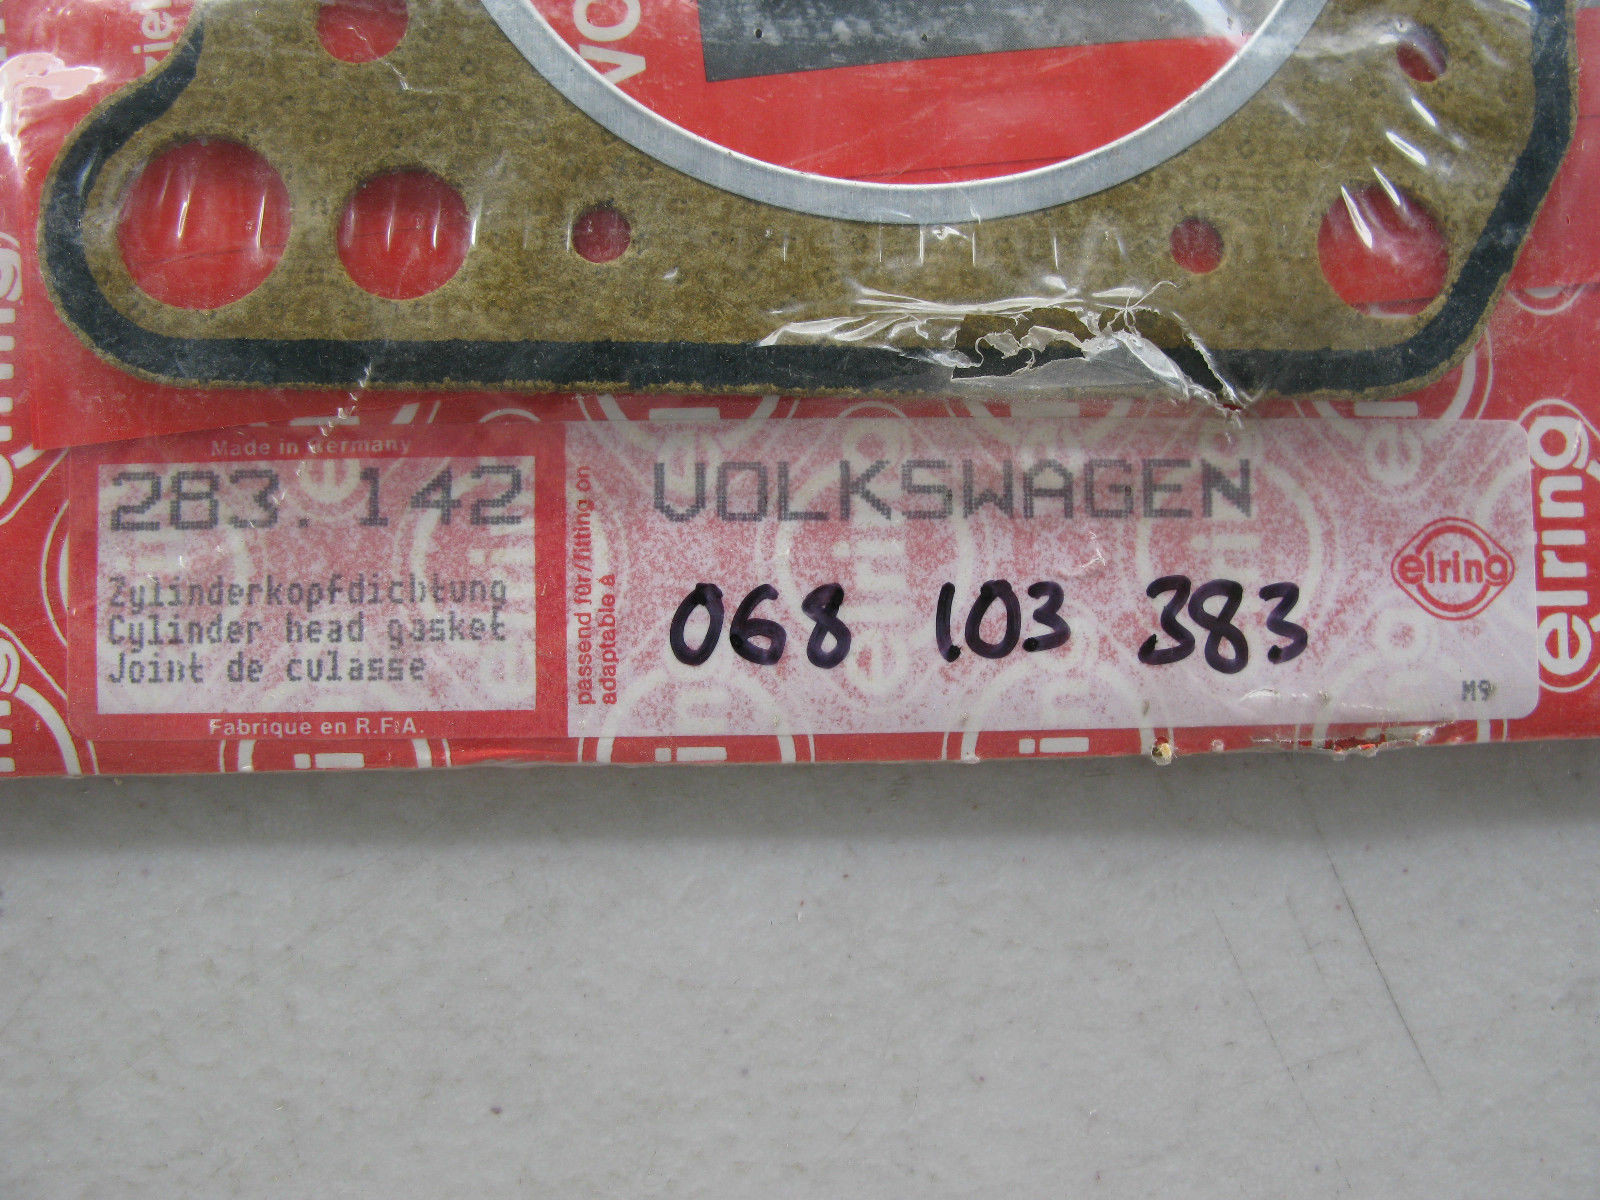 Made in Germany
283.142
Zylinderkopfdichtung
Cylinder head gasket
Joint de culasse
Fabrique en R.F.A.
passend für/fitting on
adaptable à
VOLKSWAGEN
068 103 383
elring
M9
elring